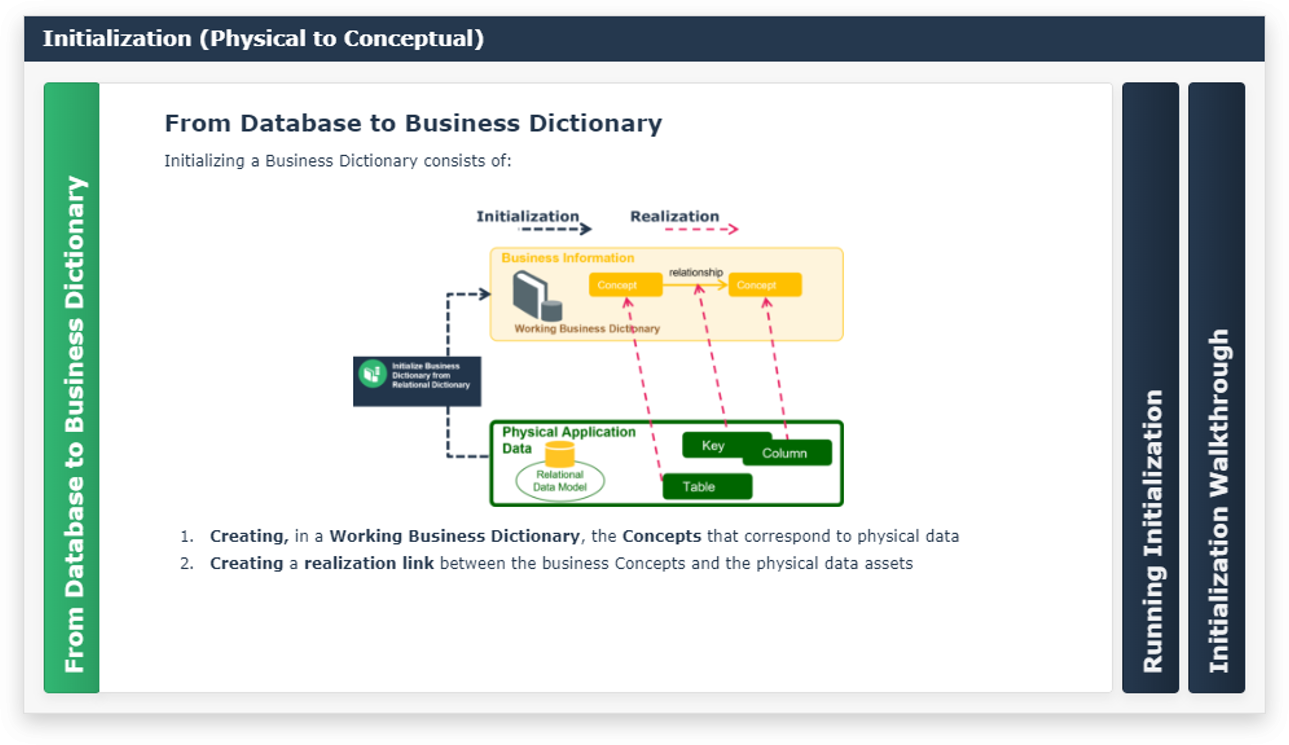 Initialization (Physical to Conceptual)
From Database to Business Dictionary
From Database to Business Dictionary
Initializing a Business Dictionary consists of:
Initialization
Realization
Business Information
relationship
Concept
Concept
Working Business Dictionary
Initialize Business
Dictionary from
Relational Dictionary
Physical Application
Data
Relational
Data Model
Key
Column
Table
1. Creating, in a Working Business Dictionary, the Concepts that correspond to physical data
2. Creating a realization link between the business Concepts and the physical data assets
Running Initialization
Initialization Walkthrough